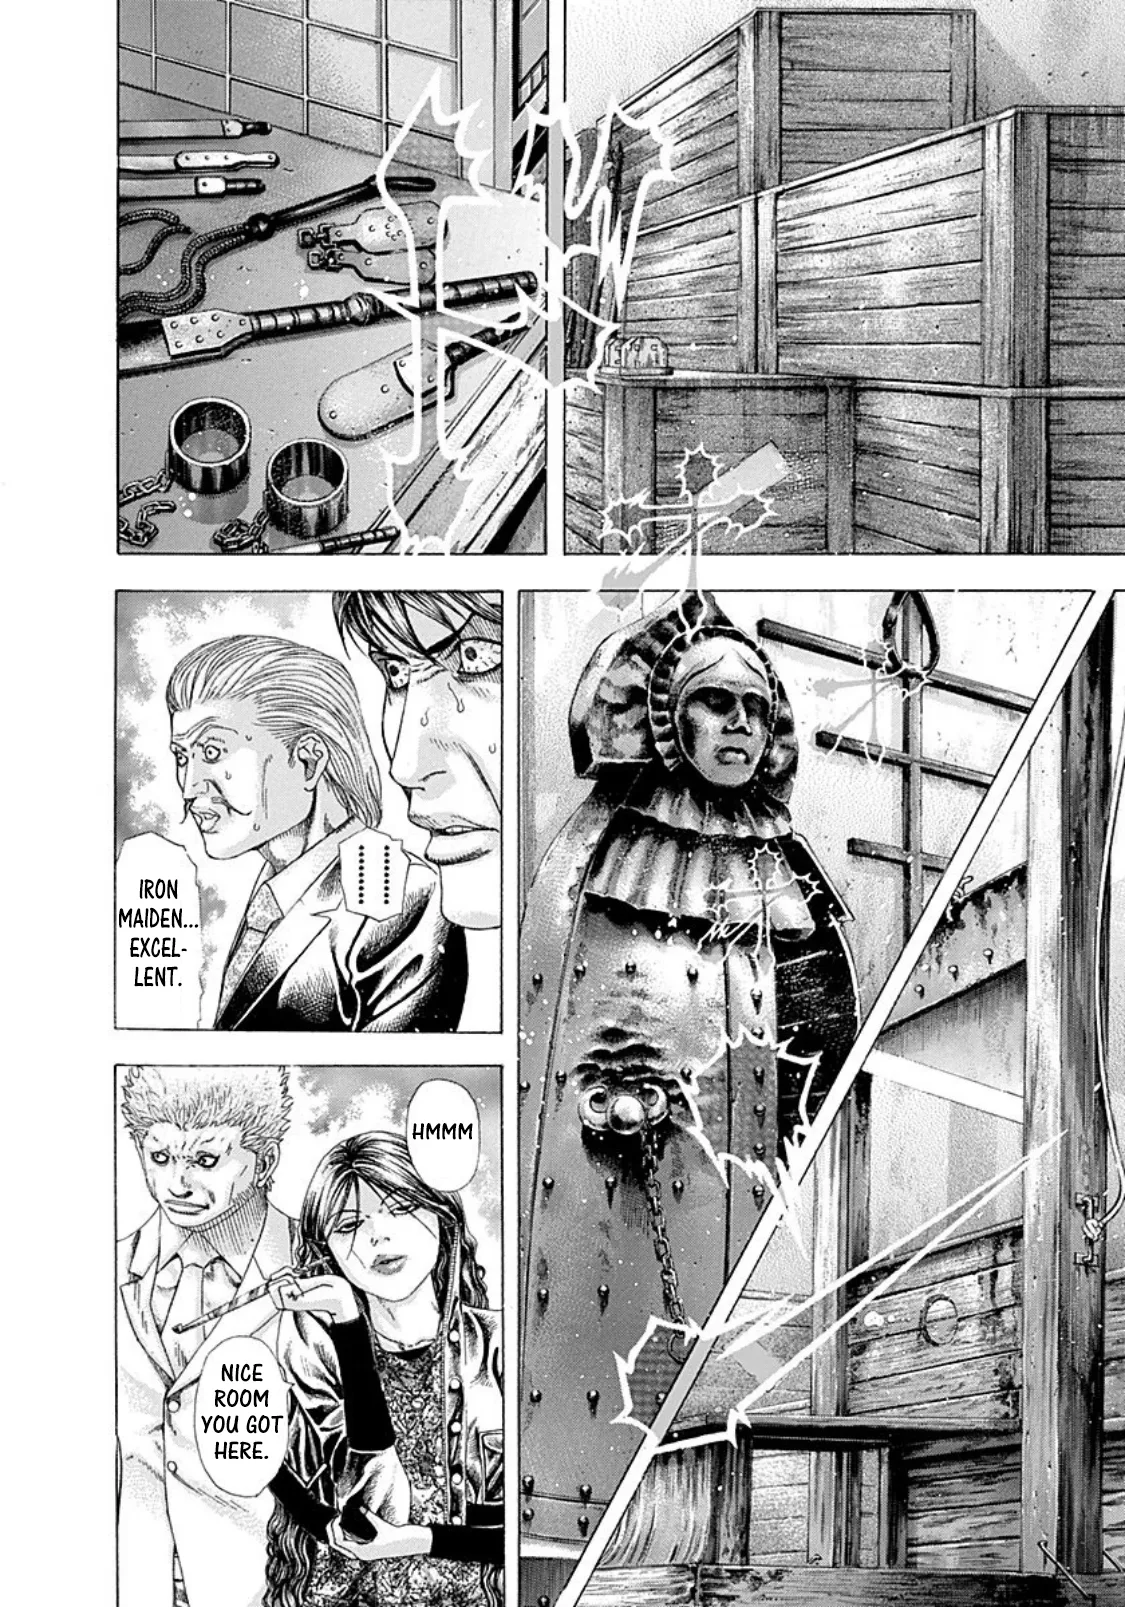 IRON
MAIDEN...
EXCEL-
LENT.
HMMM
NICE
ROOM
YOU GOT
HERE.